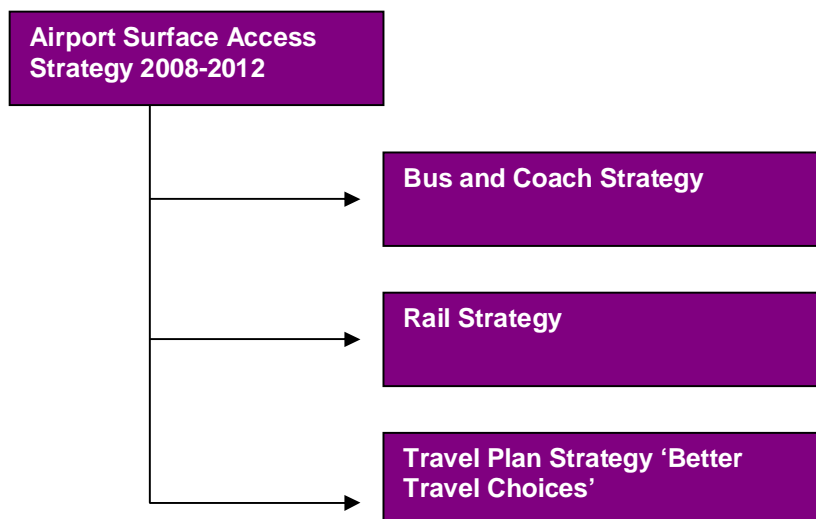 Airport Surface Access
Strategy 2008-2012
Bus and Coach Strategy
Rail Strategy
Travel Plan Strategy ‘Better
Travel Choices’